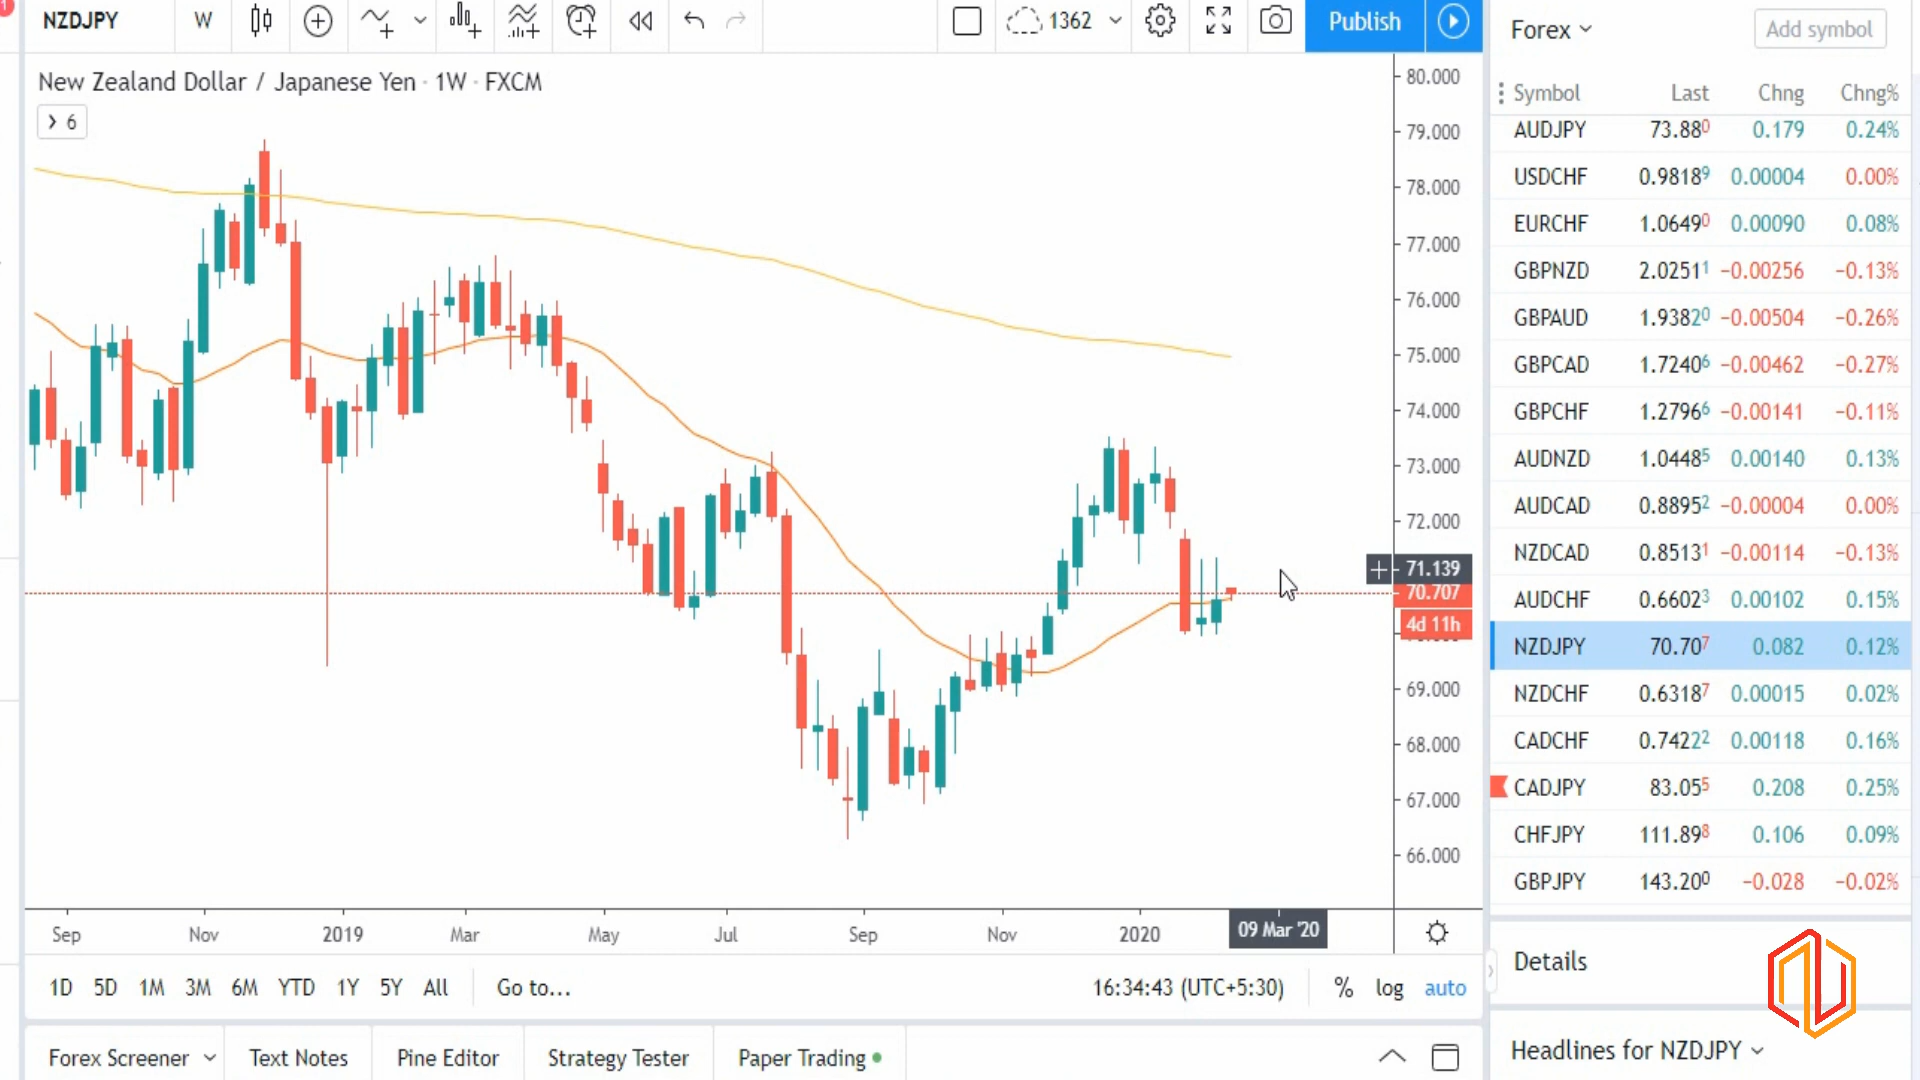 1
NZDJPY
W
1362
Publish
New Zealand Dollar / Japanese Yen · 1W · FXCM
6
80.000
79.000
78.000
77.000
76.000
75.000
74.000
73.000
72.000
71.139
70.707
4d 11h
69.000
68.000
67.000
66.000
Sep
Nov
2019
Mar
May
Jul
Sep
Nov
2020
09 Mar '20
1D
5D
1M
3M
6M
YTD
1Y
5Y
All
Go to...
16:34:43 (UTC+5:30)
%
log
auto
Forex Screener
Text Notes
Pine Editor
Strategy Tester
Paper Trading
Forex
Add symbol
Symbol Last Chng Chng%
AUDJPY 73.880 0.179 0.24%
USDCHF 0.98189 0.00004 0.00%
EURCHF 1.06490 0.00090 0.08%
GBPNZD 2.02511 −0.00256 −0.13%
GBPAUD 1.93820 −0.00504 −0.26%
GBPCAD 1.72406 −0.00462 −0.27%
GBPCHF 1.27966 −0.00141 −0.11%
AUDNZD 1.04485 0.00140 0.13%
AUDCAD 0.88952 −0.00004 0.00%
NZDCAD 0.85131 −0.00114 −0.13%
AUDCHF 0.66023 0.00102 0.15%
NZDJPY 70.707 0.082 0.12%
NZDCHF 0.63187 0.00015 0.02%
CADCHF 0.74222 0.00118 0.16%
CADJPY 83.055 0.208 0.25%
CHFJPY 111.898 0.106 0.09%
GBPJPY 143.200 −0.028 −0.02%
Details
Headlines for NZDJPY